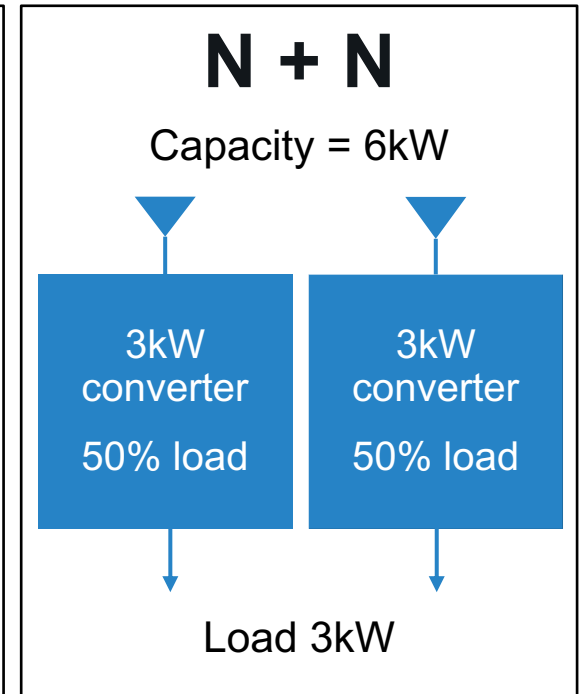 N + N
Capacity = 6kW
3kW
converter
50% load
3kW
converter
50% load
Load 3kW